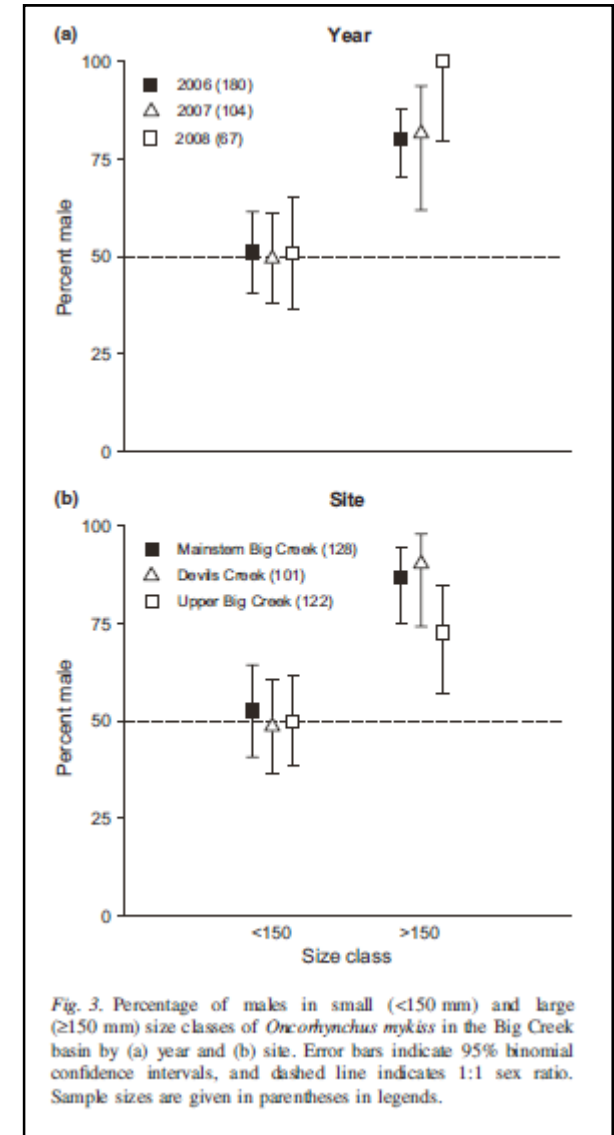 (a) Year
100
2006 (180)
2007 (104)
2008 (67)
75
50
25
0
Percent male
(b) Site
100
Mainstem Big Creek (128)
Devils Creek (101)
Upper Big Creek (122)
75
50
25
0
Percent male
<150 >150
Size class
Fig. 3. Percentage of males in small (<150 mm) and large
(≥150 mm) size classes of Oncorhynchus mykiss in the Big Creek
basin by (a) year and (b) site. Error bars indicate 95% binomial
confidence intervals, and dashed line indicates 1:1 sex ratio.
Sample sizes are given in parentheses in legends.